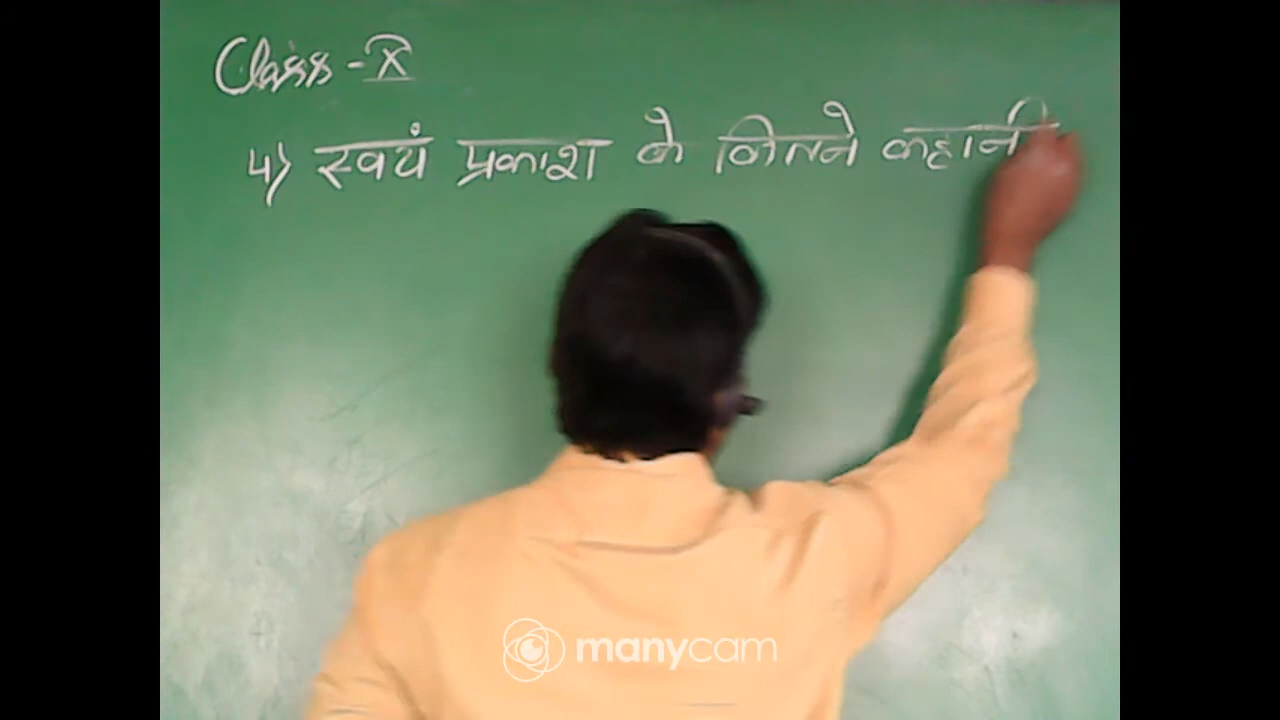 Class - X
4) स्वयं प्रकाश के कितने कहानी
manycam